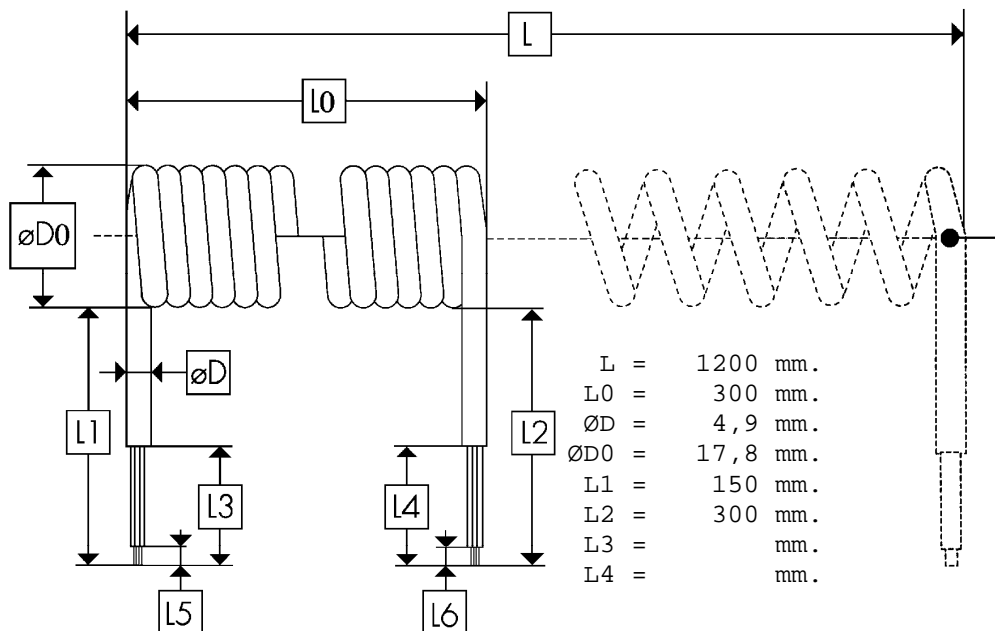 L
L0
øD0
øD
L1
L2
L3
L4
L5
L6
L = 1200 mm.
L0 = 300 mm.
ØD = 4,9 mm.
ØD0 = 17,8 mm.
L1 = 150 mm.
L2 = 300 mm.
L3 = mm.
L4 = mm.